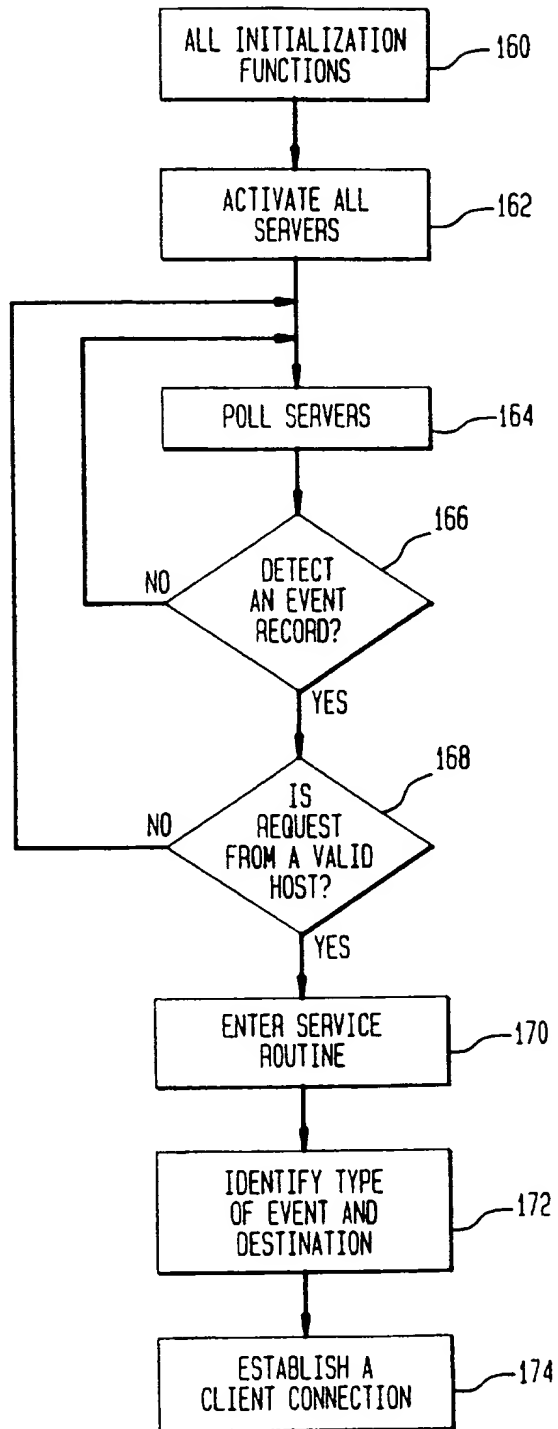 ALL INITIALIZATION
FUNCTIONS
160
ACTIVATE ALL
SERVERS
162
POLL SERVERS
164
166
NO
DETECT
AN EVENT
RECORD?
YES
168
NO
IS
REQUEST
FROM A VALID
HOST?
YES
ENTER SERVICE
ROUTINE
170
IDENTIFY TYPE
OF EVENT AND
DESTINATION
172
ESTABLISH A
CLIENT CONNECTION
174